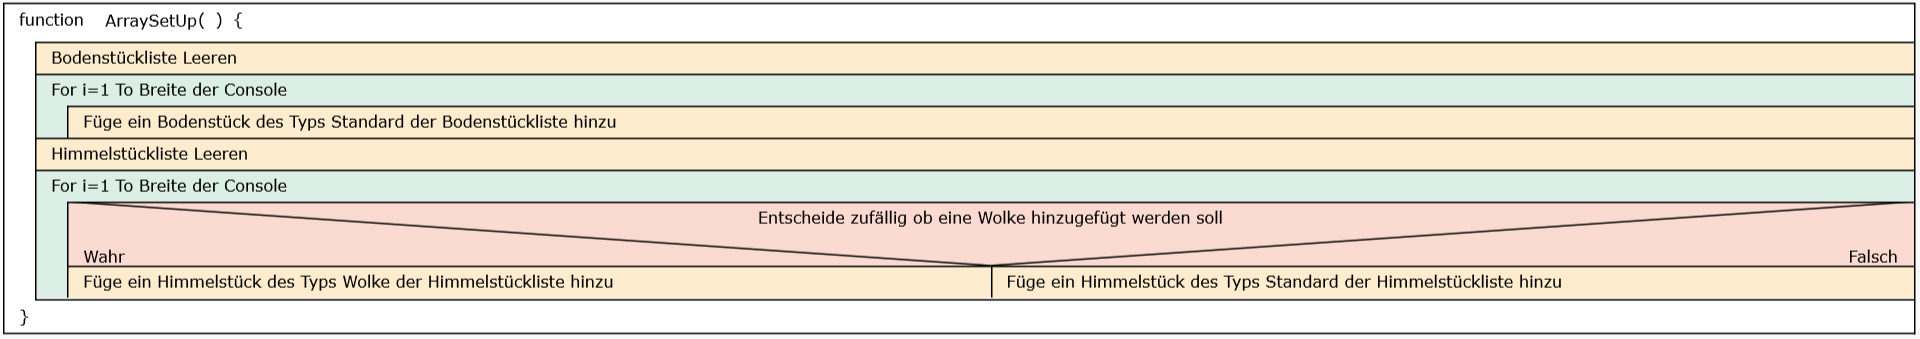 function ArraySetUp( ) {
Bodenstückliste Leeren
For i=1 To Breite der Console
Füge ein Bodenstück des Typs Standard der Bodenstückliste hinzu
Himmelstückliste Leeren
For i=1 To Breite der Console
Entscheide zufällig ob eine Wolke hinzugefügt werden soll
Wahr Falsch
Füge ein Himmelstück des Typs Wolke der Himmelstückliste hinzu Füge ein Himmelstück des Typs Standard der Himmelstückliste hinzu
}